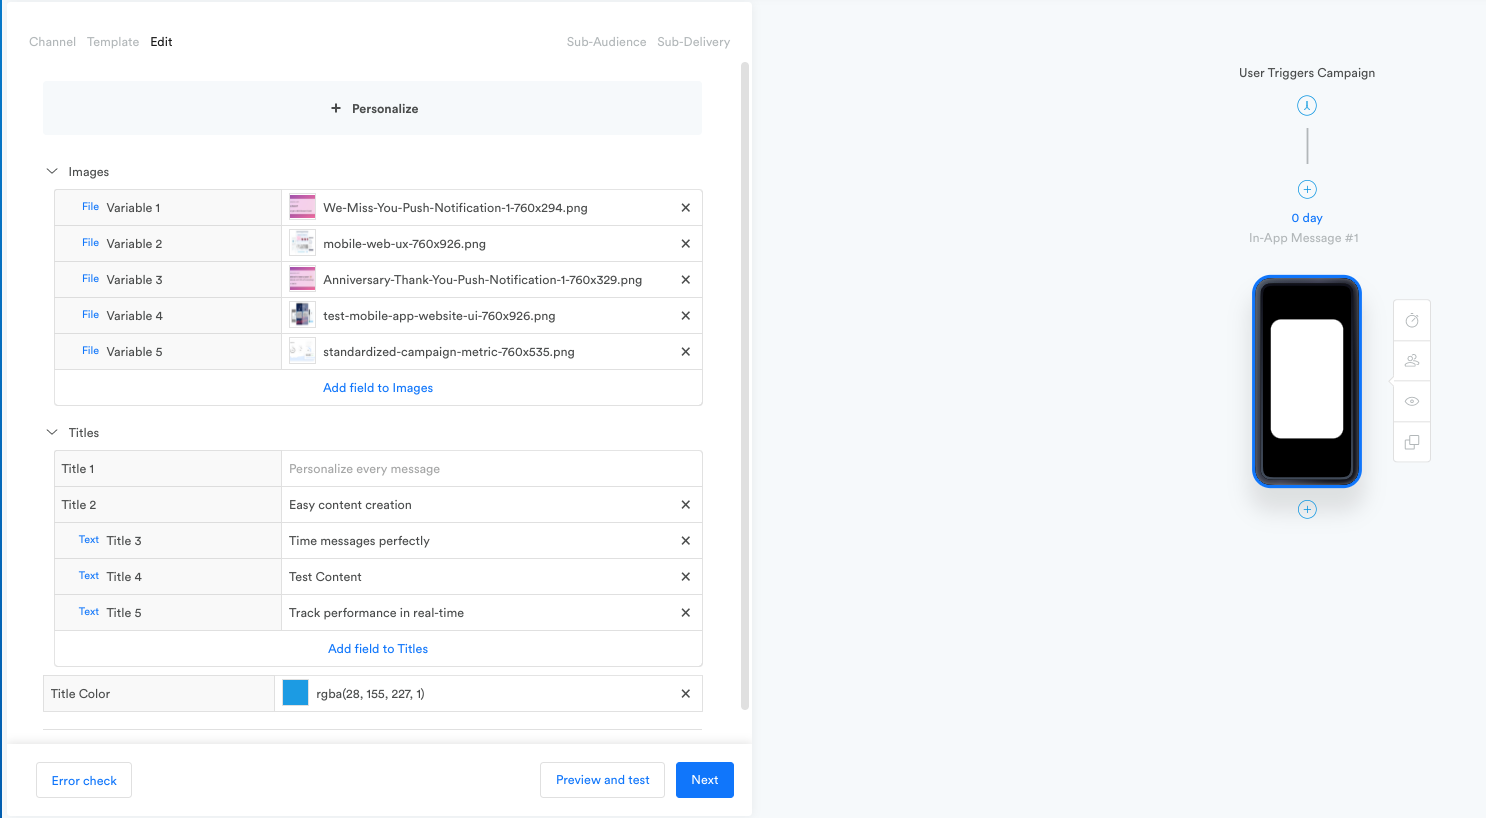 Channel Template Edit Sub-Audience Sub-Delivery
+ Personalize
Images
File Variable 1 We-Miss-You-Push-Notification-1-760x294.png
File Variable 2 mobile-web-ux-760x926.png
File Variable 3 Anniversary-Thank-You-Push-Notification-1-760x329.png
File Variable 4 test-mobile-app-website-ui-760x926.png
File Variable 5 standardized-campaign-metric-760x535.png
Add field to Images
Titles
Title 1 Personalize every message
Title 2 Easy content creation
Text Title 3 Time messages perfectly
Text Title 4 Test Content
Text Title 5 Track performance in real-time
Add field to Titles
Title Color rgba(28, 155, 227, 1)
Error check Preview and test Next
User Triggers Campaign
0 day
In-App Message #1